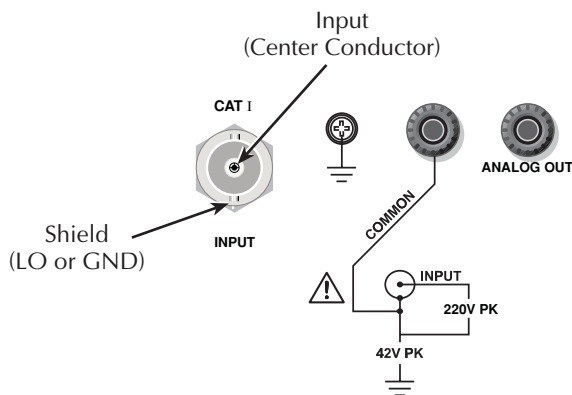 Input
(Center Conductor)
CAT I
ANALOG OUT
Shield
(LO or GND)
INPUT
COMMON
INPUT
220V PK
42V PK